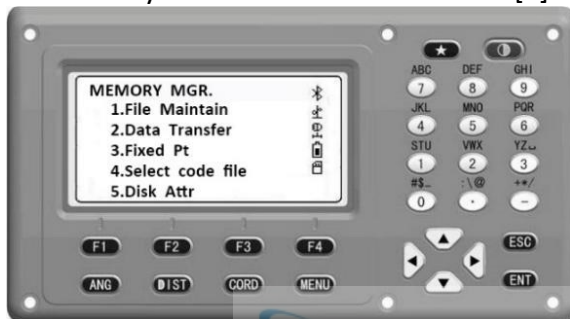 MEMORY MGR.
1.File Maintain
2.Data Transfer
3.Fixed Pt
4.Select code file
5.Disk Attr
F1 F2 F3 F4
ANG DIST CORD MENU
ABC DEF GHI
7 8 9
JKL MNO PQR
4 5 6
STU VWX YZ␣
1 2 3
#$_ :\@ +*/
0 . -
ESC
ENT